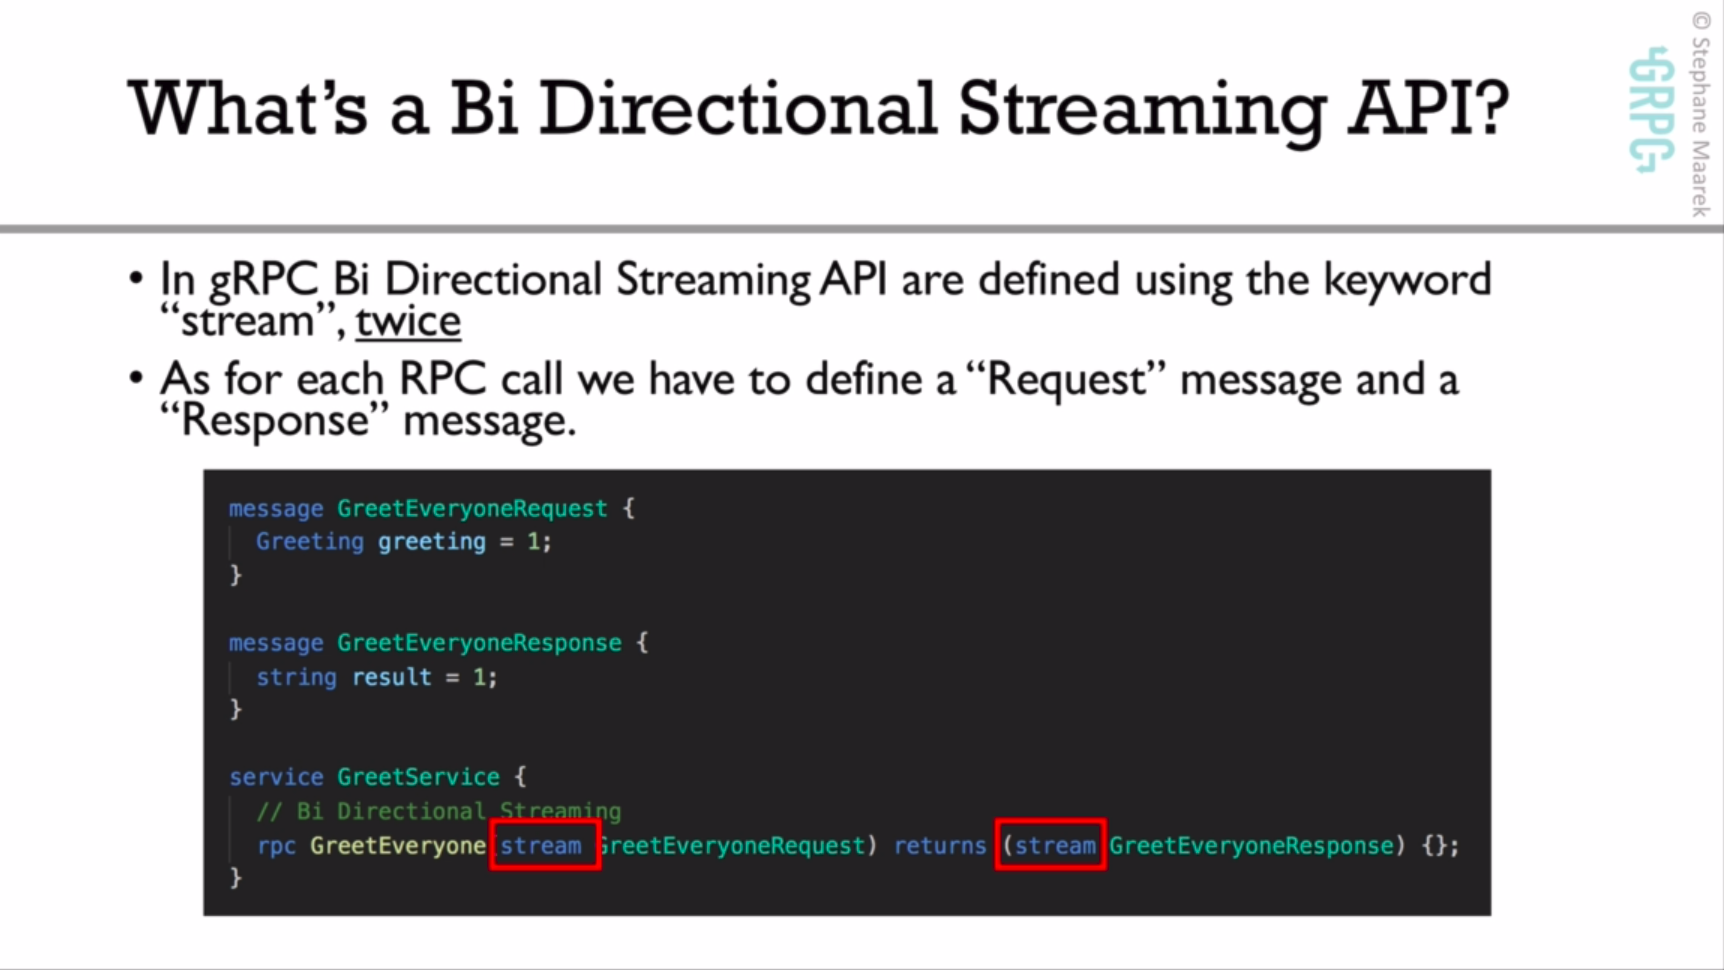 What's a Bi Directional Streaming API?
GRPC
© Stephane Maarek
• In gRPC Bi Directional Streaming API are defined using the keyword
“stream”, twice
• As for each RPC call we have to define a “Request” message and a
“Response” message.
message GreetEveryoneRequest {
Greeting greeting = 1;
}
message GreetEveryoneResponse {
string result = 1;
}
service GreetService {
// Bi Directional Streaming
rpc GreetEveryone stream GreetEveryoneRequest) returns (stream GreetEveryoneResponse) {};
}